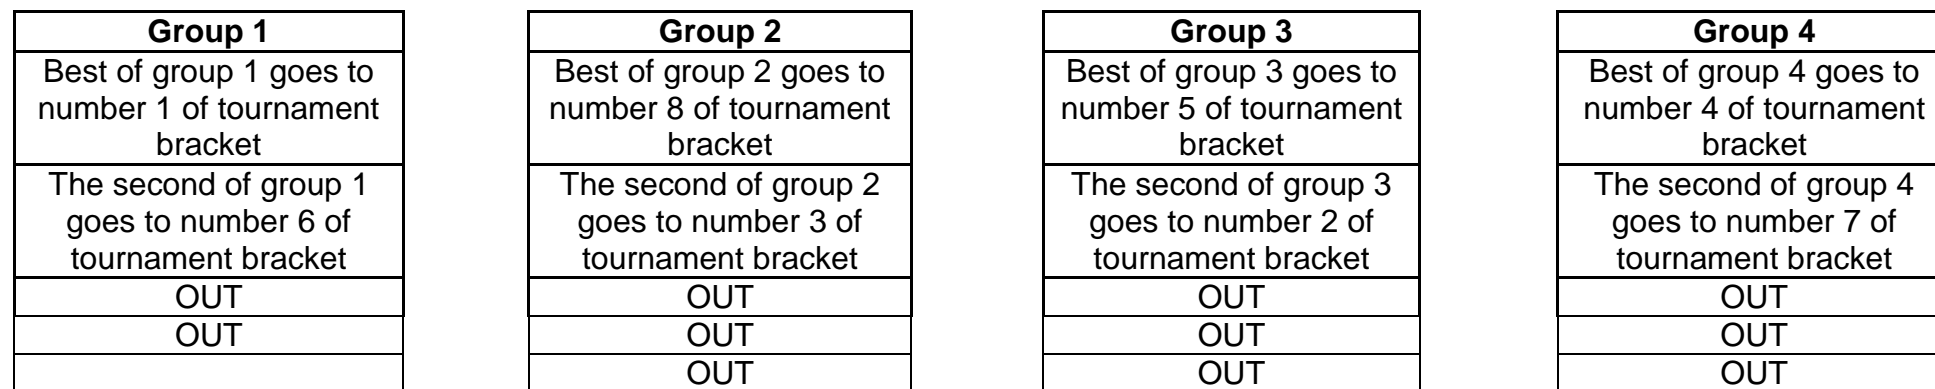 Group 1
Best of group 1 goes to
number 1 of tournament
bracket
The second of group 1
goes to number 6 of
tournament bracket
OUT
OUT
Group 2
Best of group 2 goes to
number 8 of tournament
bracket
The second of group 2
goes to number 3 of
tournament bracket
OUT
OUT
OUT
Group 3
Best of group 3 goes to
number 5 of tournament
bracket
The second of group 3
goes to number 2 of
tournament bracket
OUT
OUT
OUT
Group 4
Best of group 4 goes to
number 4 of tournament
bracket
The second of group 4
goes to number 7 of
tournament bracket
OUT
OUT
OUT